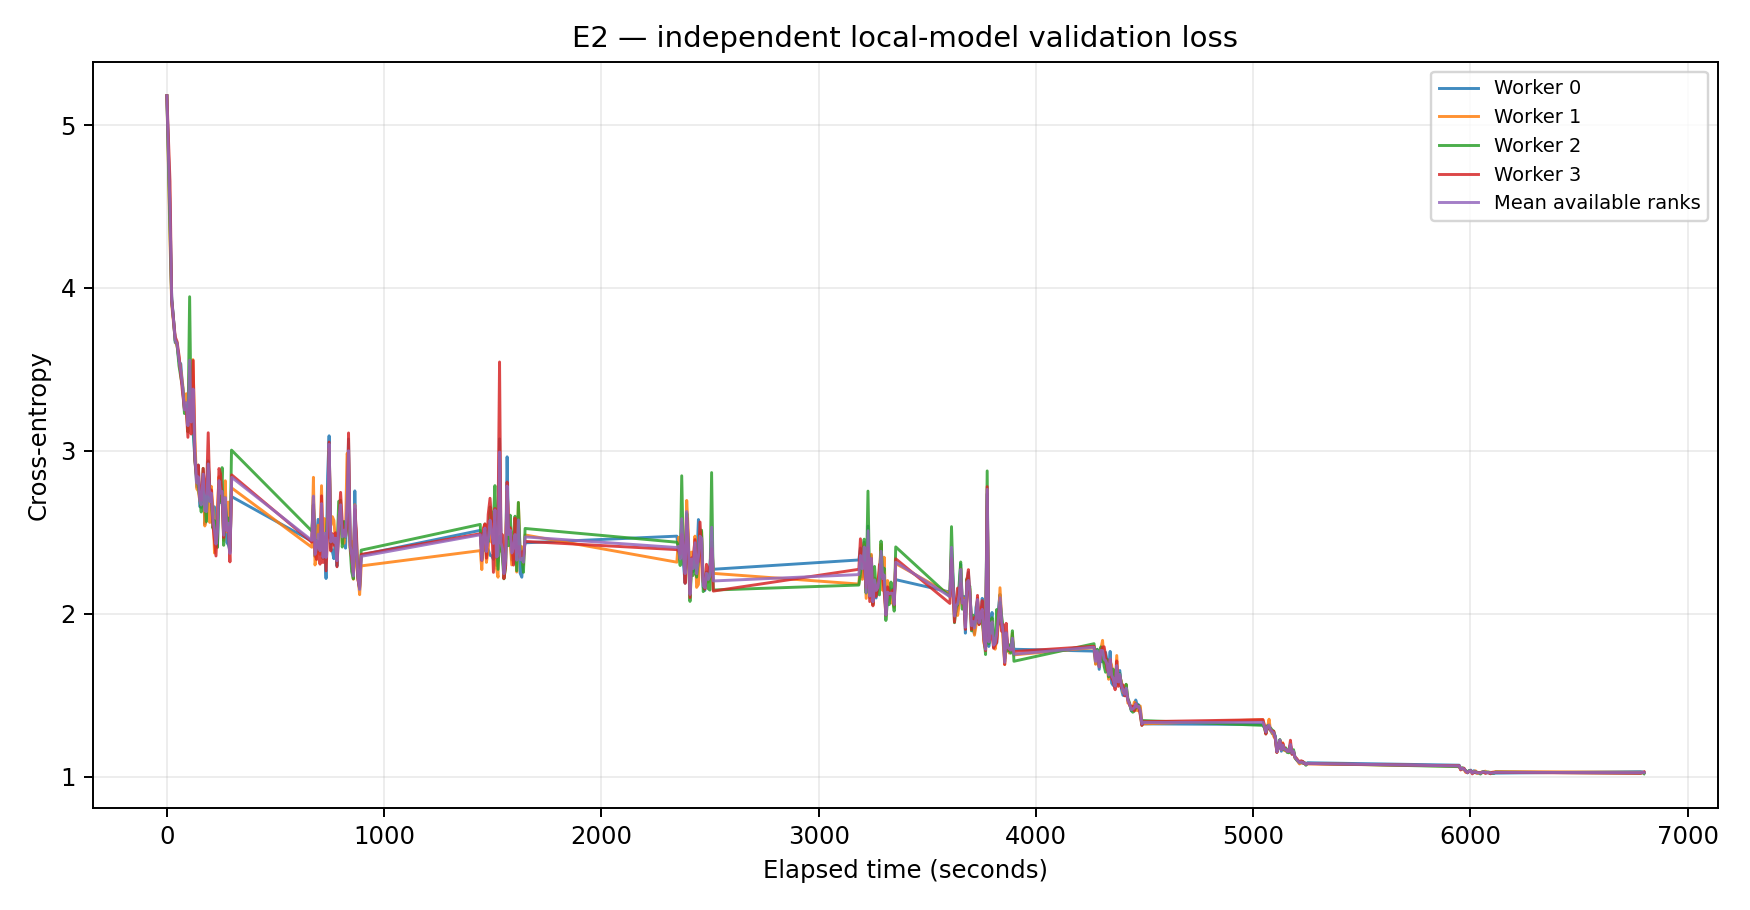 E2 — independent local-model validation loss
Worker 0
Worker 1
Worker 2
Worker 3
Mean available ranks
Cross-entropy
5
4
3
2
1
0
1000
2000
3000
4000
5000
6000
7000
Elapsed time (seconds)